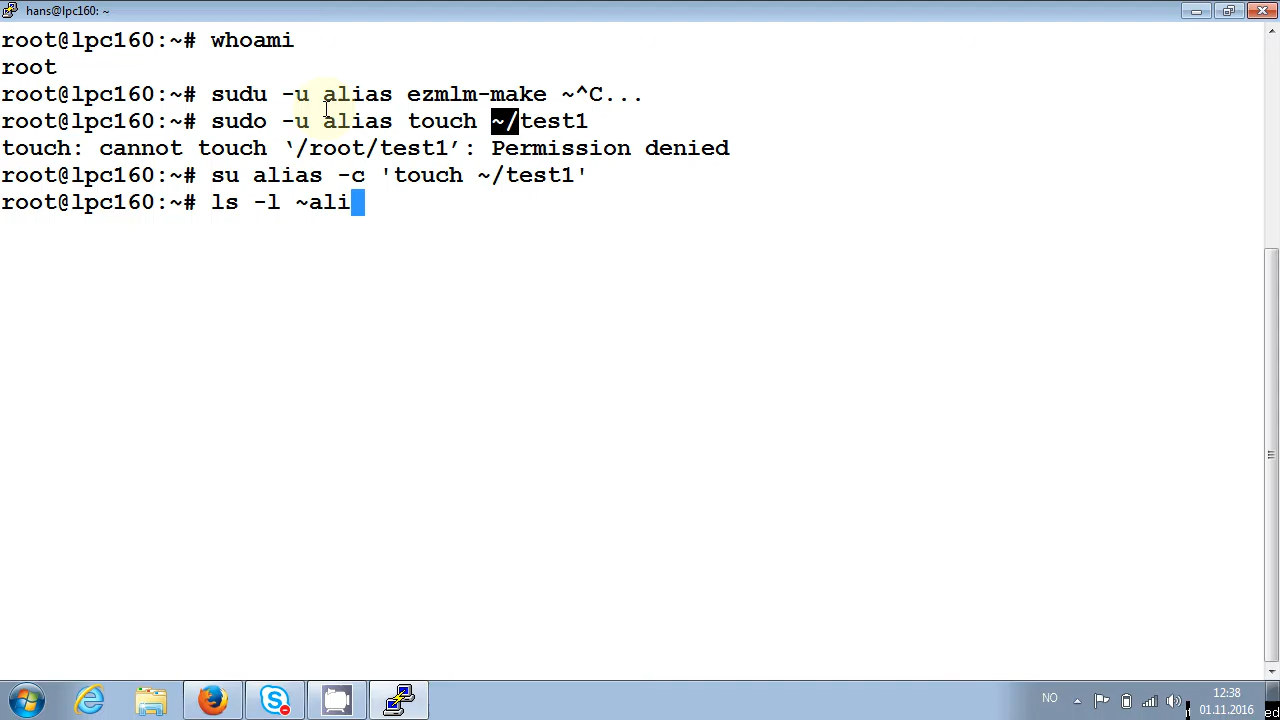 hans@lpc160: ~
root@lpc160:~# whoami
root
root@lpc160:~# sudu -u alias ezmlm-make ~^C...
root@lpc160:~# sudo -u alias touch ~/test1
touch: cannot touch ‘/root/test1’: Permission denied
root@lpc160:~# su alias -c 'touch ~/test1'
root@lpc160:~# ls -l ~ali
NO
12:38
01.11.2016